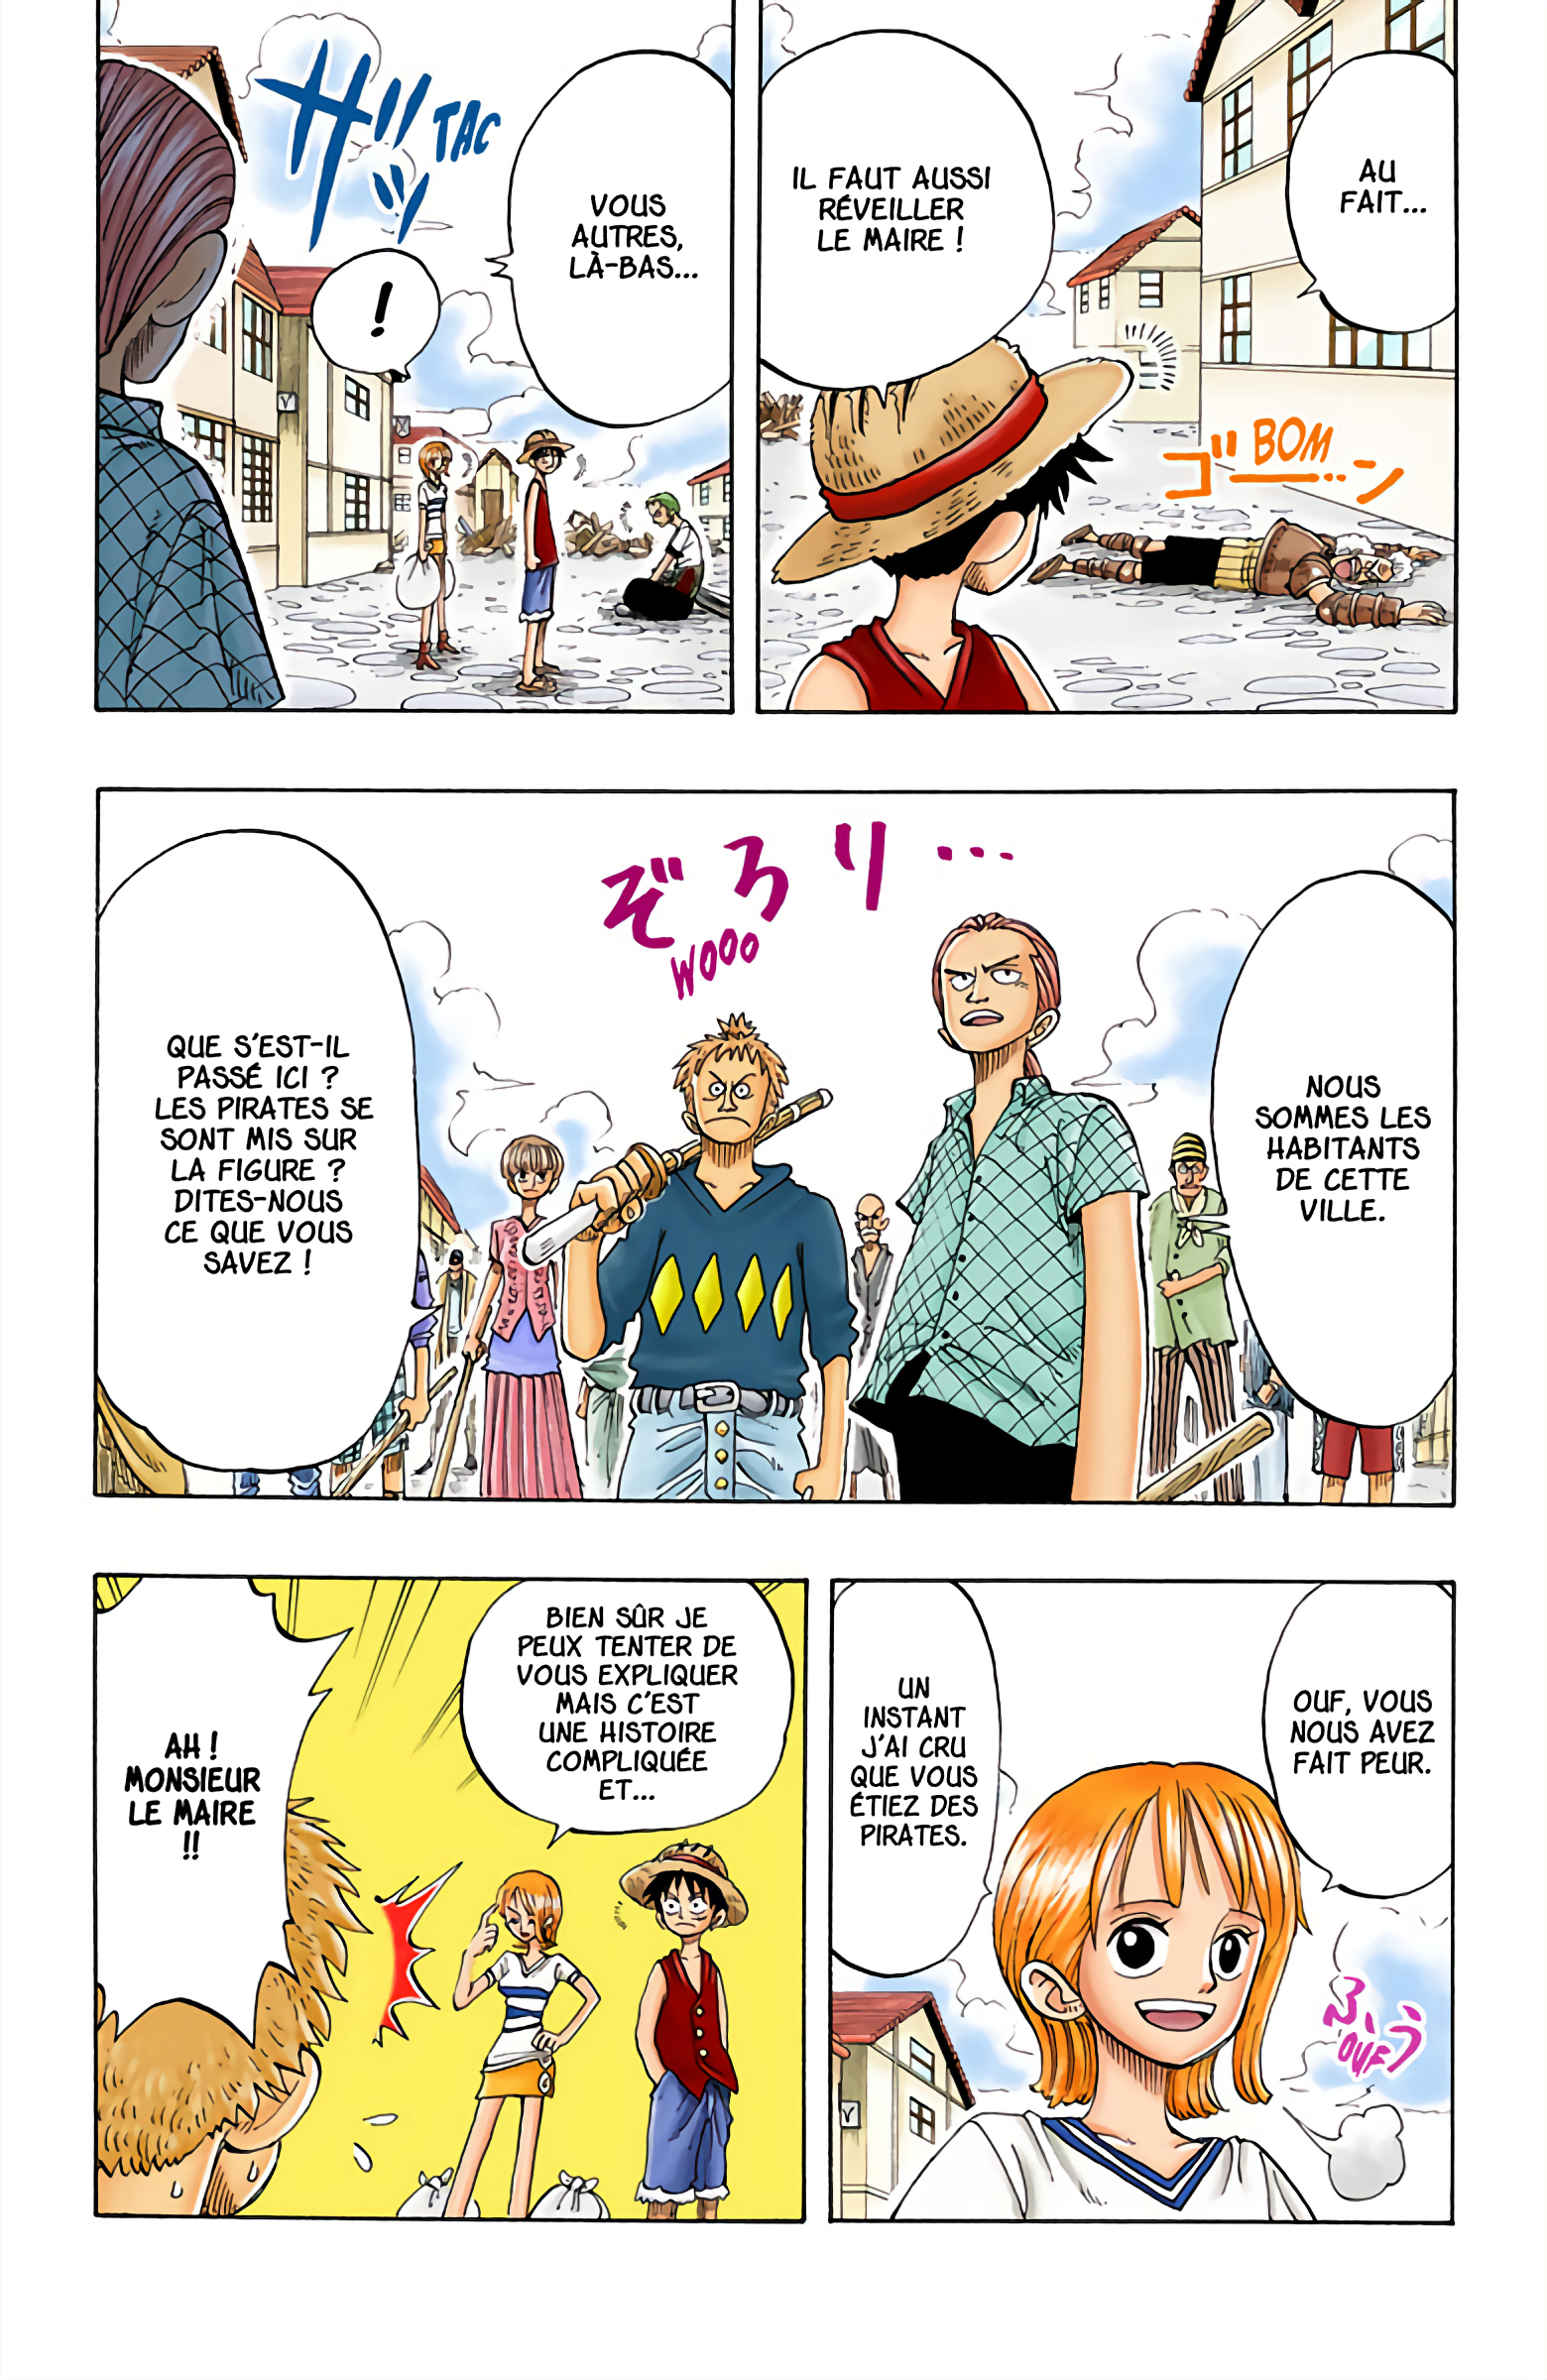 AU
FAIT...
IL FAUT AUSSI
RÉVEILLER
LE MAIRE !
BOM
ゴーン
VOUS
AUTRES,
LÀ-BAS...
ザッ
TAC
!
NOUS
SOMMES LES
HABITANTS
DE CETTE
VILLE.
ぞろり…
WOOO
QUE S'EST-IL
PASSÉ ICI ?
LES PIRATES SE
SONT MIS SUR
LA FIGURE ?
DITES-NOUS
CE QUE VOUS
SAVEZ !
OUF, VOUS
NOUS AVEZ
FAIT PEUR.
UN
INSTANT
J'AI CRU
QUE VOUS
ÉTIEZ DES
PIRATES.
ふぅ
OUF
BIEN SÛR JE
PEUX TENTER DE
VOUS EXPLIQUER
MAIS C'EST
UNE HISTOIRE
COMPLIQUÉE
ET...
AH !
MONSIEUR
LE MAIRE
!!